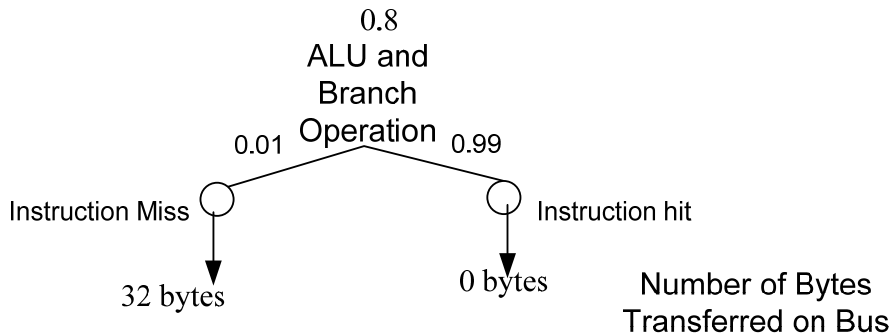 0.8
ALU and
Branch
Operation
0.01
0.99
Instruction Miss
Instruction hit
32 bytes
0 bytes
Number of Bytes
Transferred on Bus